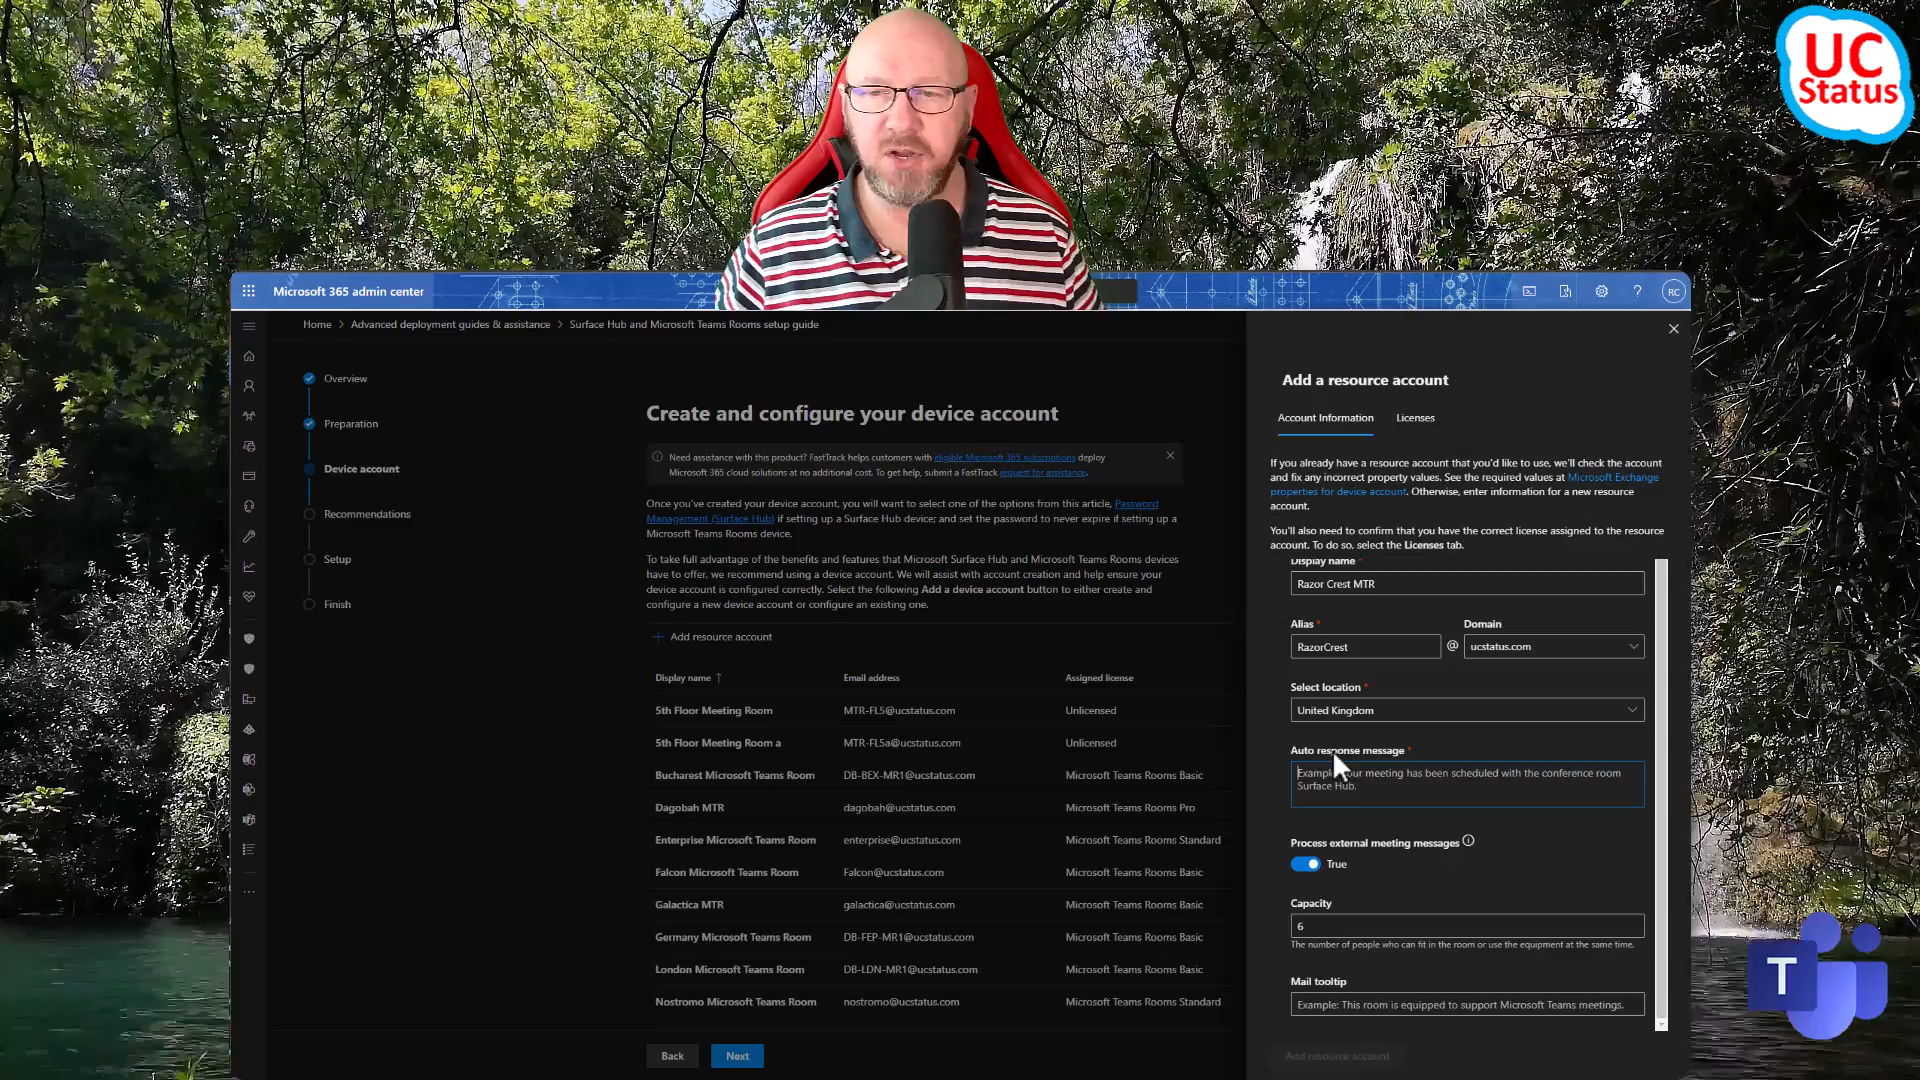 UC
Status
Microsoft 365 admin center
RC
Home > Advanced deployment guides & assistance > Surface Hub and Microsoft Teams Rooms setup guide
Overview
Preparation
Device account
Recommendations
Setup
Finish
Create and configure your device account
Need assistance with this product? FastTrack helps customers with eligible Microsoft 365 subscriptions deploy
Microsoft 365 cloud solutions at no additional cost. To get help, submit a FastTrack request for assistance.
Once you've created your device account, you will want to select one of the options from this article, Password
Management (Surface Hub) if setting up a Surface Hub device; and set the password to never expire if setting up a
Microsoft Teams Rooms device.
To take full advantage of the benefits and features that Microsoft Surface Hub and Microsoft Teams Rooms devices
have to offer, we recommend using a device account. We will assist with account creation and help ensure your
device account is configured correctly. Select the following Add a device account button to either create and
configure a new device account or configure an existing one.
Add resource account
Display name ↑ Email address Assigned license
5th Floor Meeting Room MTR-FL5@ucstatus.com Unlicensed
5th Floor Meeting Room a MTR-FL5a@ucstatus.com Unlicensed
Bucharest Microsoft Teams Room DB-BEX-MR1@ucstatus.com Microsoft Teams Rooms Basic
Dagobah MTR dagobah@ucstatus.com Microsoft Teams Rooms Pro
Enterprise Microsoft Teams Room enterprise@ucstatus.com Microsoft Teams Rooms Standard
Falcon Microsoft Teams Room Falcon@ucstatus.com Microsoft Teams Rooms Basic
Galactica MTR galactica@ucstatus.com Microsoft Teams Rooms Basic
Germany Microsoft Teams Room DB-FEP-MR1@ucstatus.com Microsoft Teams Rooms Basic
London Microsoft Teams Room DB-LDN-MR1@ucstatus.com Microsoft Teams Rooms Basic
Nostromo Microsoft Teams Room nostromo@ucstatus.com Microsoft Teams Rooms Standard
Back Next
Add a resource account
Account Information Licenses
If you already have a resource account that you'd like to use, we'll check the account
and fix any incorrect property values. See the required values at Microsoft Exchange
properties for device account. Otherwise, enter information for a new resource
account.
You'll also need to confirm that you have the correct license assigned to the resource
account. To do so, select the Licenses tab.
Display name *
Razor Crest MTR
Alias * Domain
RazorCrest @ ucstatus.com
Select location *
United Kingdom
Auto response message *
meeting has been scheduled with the conference room
Surface Hub.
Process external meeting messages
True
Capacity
6
The number of people who can fit in the room or use the equipment at the same time.
Mail tooltip
Example: This room is equipped to support Microsoft Teams meetings.
Add resource account
T